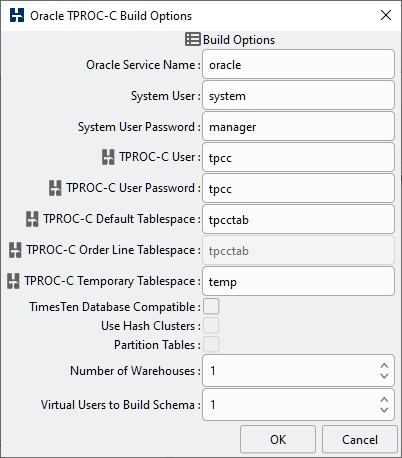 Oracle TPROC-C Build Options
Build Options
Oracle Service Name : oracle
System User : system
System User Password : manager
TPROC-C User : tpcc
TPROC-C User Password : tpcc
TPROC-C Default Tablespace : tpcctab
TPROC-C Order Line Tablespace : tpcctab
TPROC-C Temporary Tablespace : temp
TimesTen Database Compatible :
Use Hash Clusters :
Partition Tables :
Number of Warehouses : 1
Virtual Users to Build Schema : 1
OK Cancel